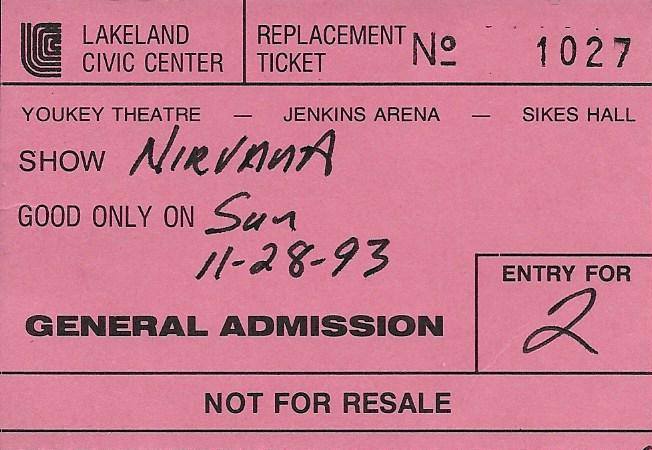 LAKELAND CIVIC CENTER
REPLACEMENT TICKET
Nº 1027
YOUKEY THEATRE — JENKINS ARENA — SIKES HALL
SHOW NIRVANA
GOOD ONLY ON Sun
11-28-93
ENTRY FOR
2
GENERAL ADMISSION
NOT FOR RESALE